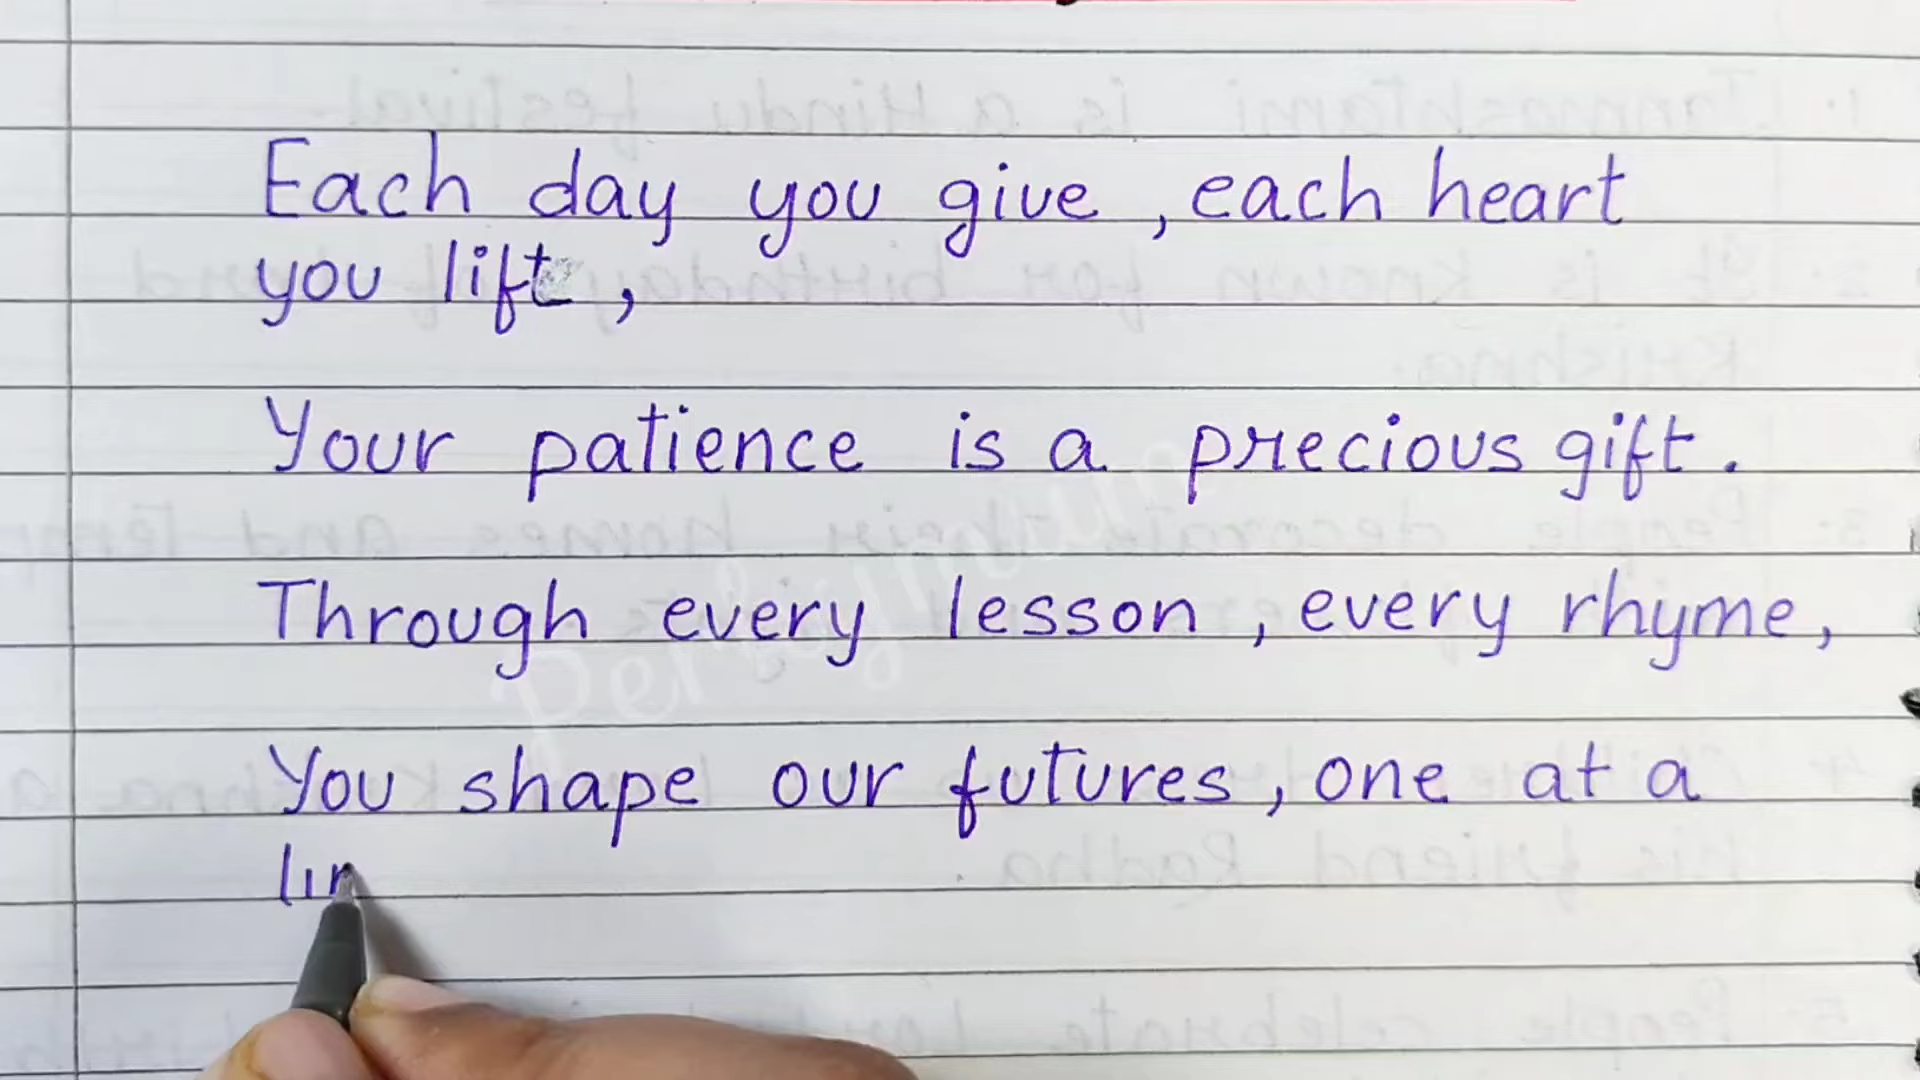 Each day you give , each heart
you lift ,
Your patience is a precious gift .
Through every lesson , every rhyme ,
You shape our futures , one at a